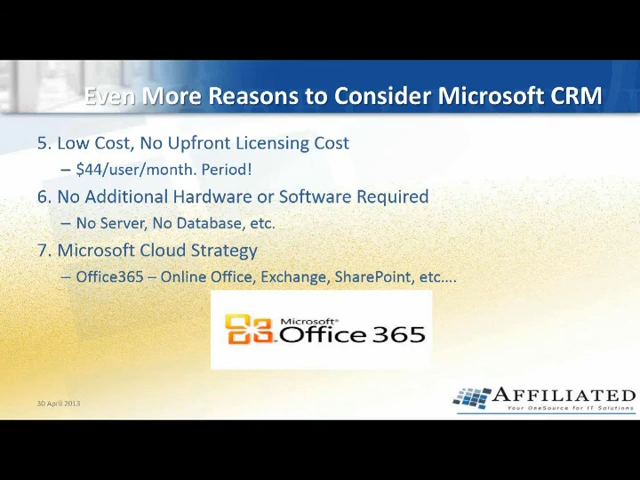 Even More Reasons to Consider Microsoft CRM
5. Low Cost, No Upfront Licensing Cost
– $44/user/month. Period!
6. No Additional Hardware or Software Required
– No Server, No Database, etc.
7. Microsoft Cloud Strategy
– Office365 – Online Office, Exchange, SharePoint, etc....
Microsoft®
Office 365
30 April 2013
AFFILIATED
Your OneSource for IT Solutions